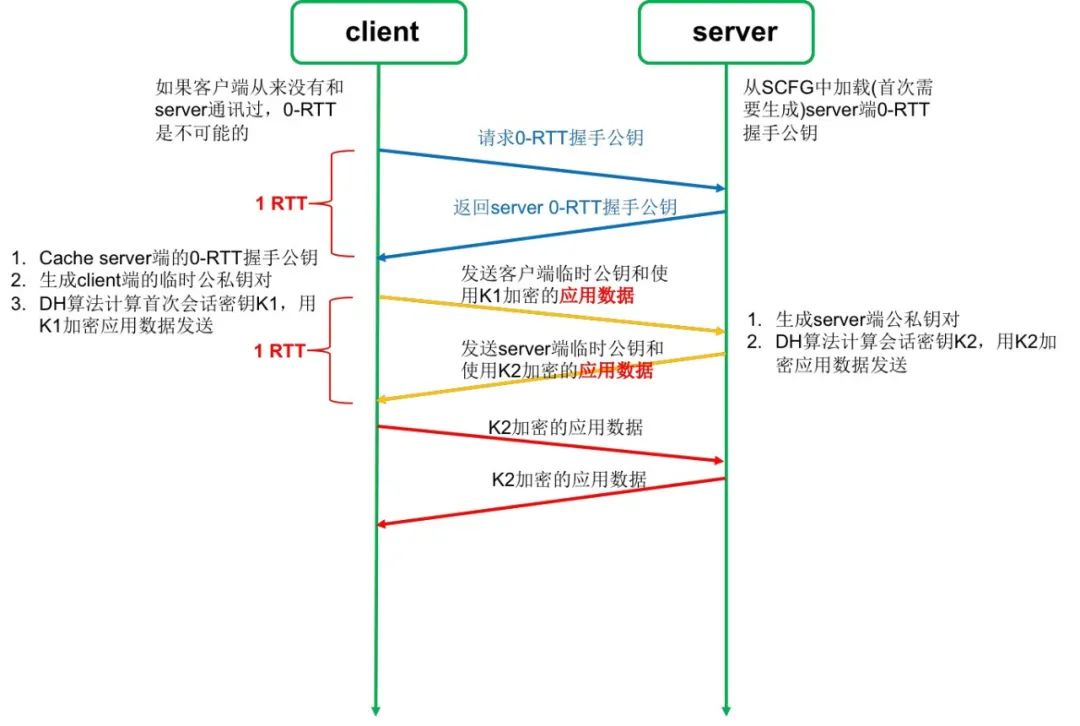 client
server
如果客户端从来没有和
server通讯过，0-RTT
是不可能的
从SCFG中加载(首次需
要生成)server端0-RTT
握手公钥
请求0-RTT握手公钥
1 RTT
返回server 0-RTT握手公钥
1. Cache server端的0-RTT握手公钥
2. 生成client端的临时公私钥对
3. DH算法计算首次会话密钥K1，用
K1加密应用数据发送
发送客户端临时公钥和使
用K1加密的应用数据
1. 生成server端公私钥对
2. DH算法计算会话密钥K2，用K2加
密应用数据发送
1 RTT
发送server端临时公钥和
使用K2加密的应用数据
K2加密的应用数据
K2加密的应用数据